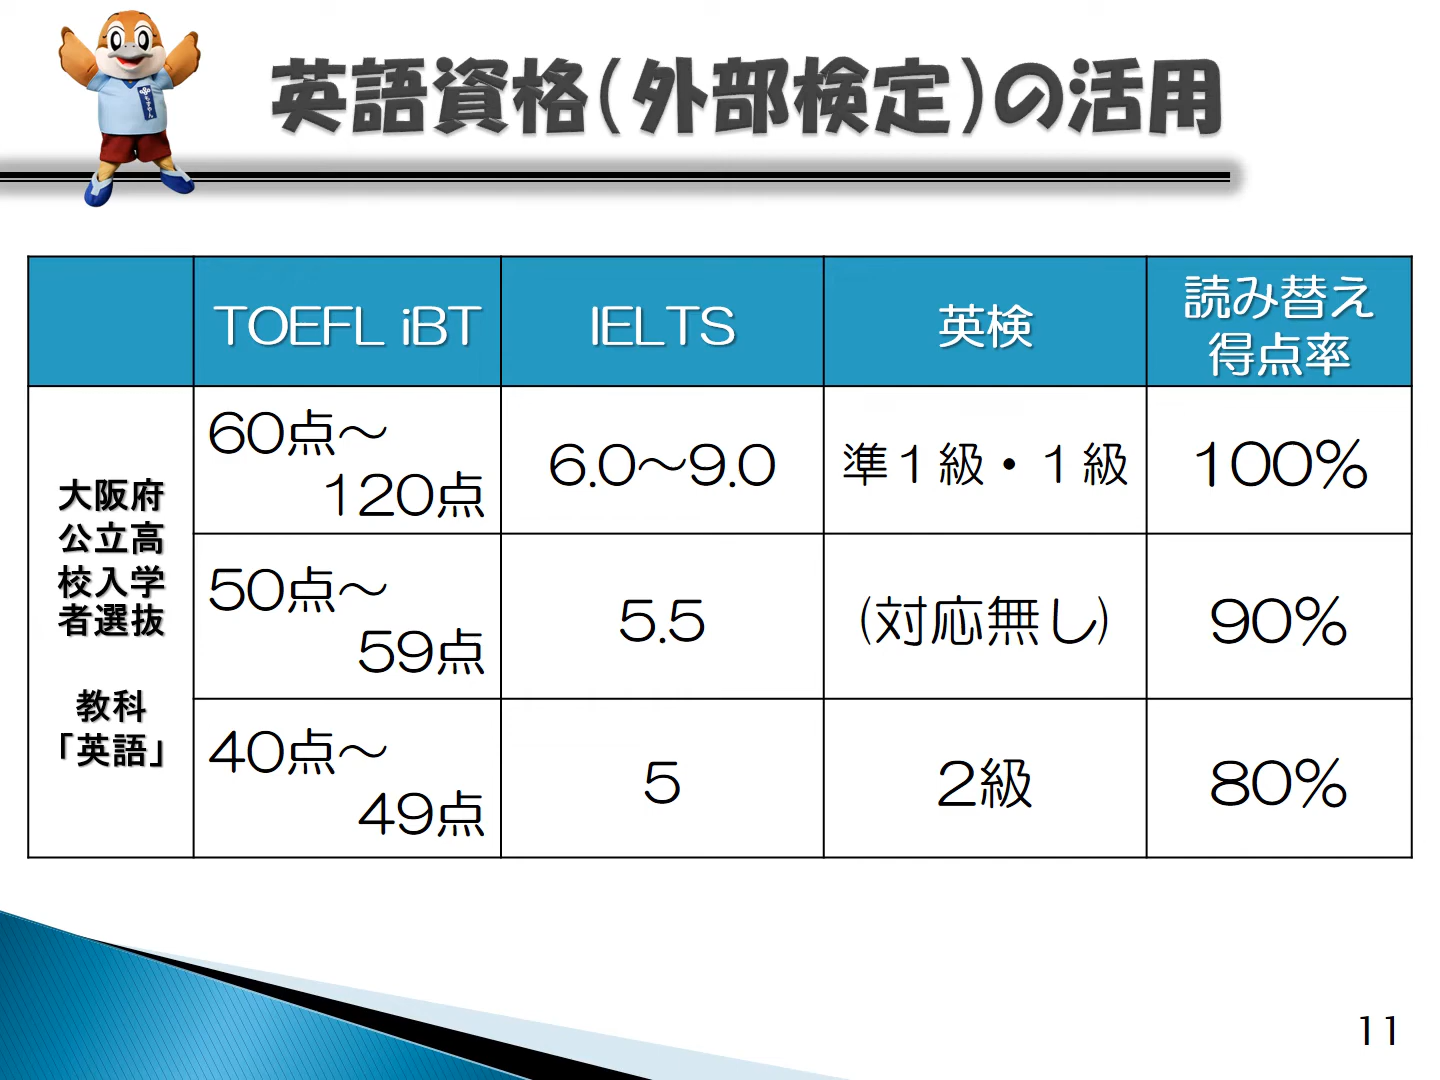 英語資格(外部検定)の活用
もずやん
TOEFL iBT
IELTS
英検
読み替え
得点率
大阪府
公立高
校入学
者選抜
教科
「英語」
60点～
120点
6.0～9.0
準１級・１級
100%
50点～
59点
5.5
(対応無し)
90%
40点～
49点
5
2級
80%
11